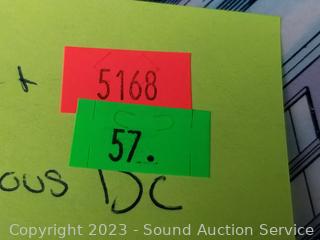 5168
57.
ous DC
Copyright 2023 - Sound Auction Service